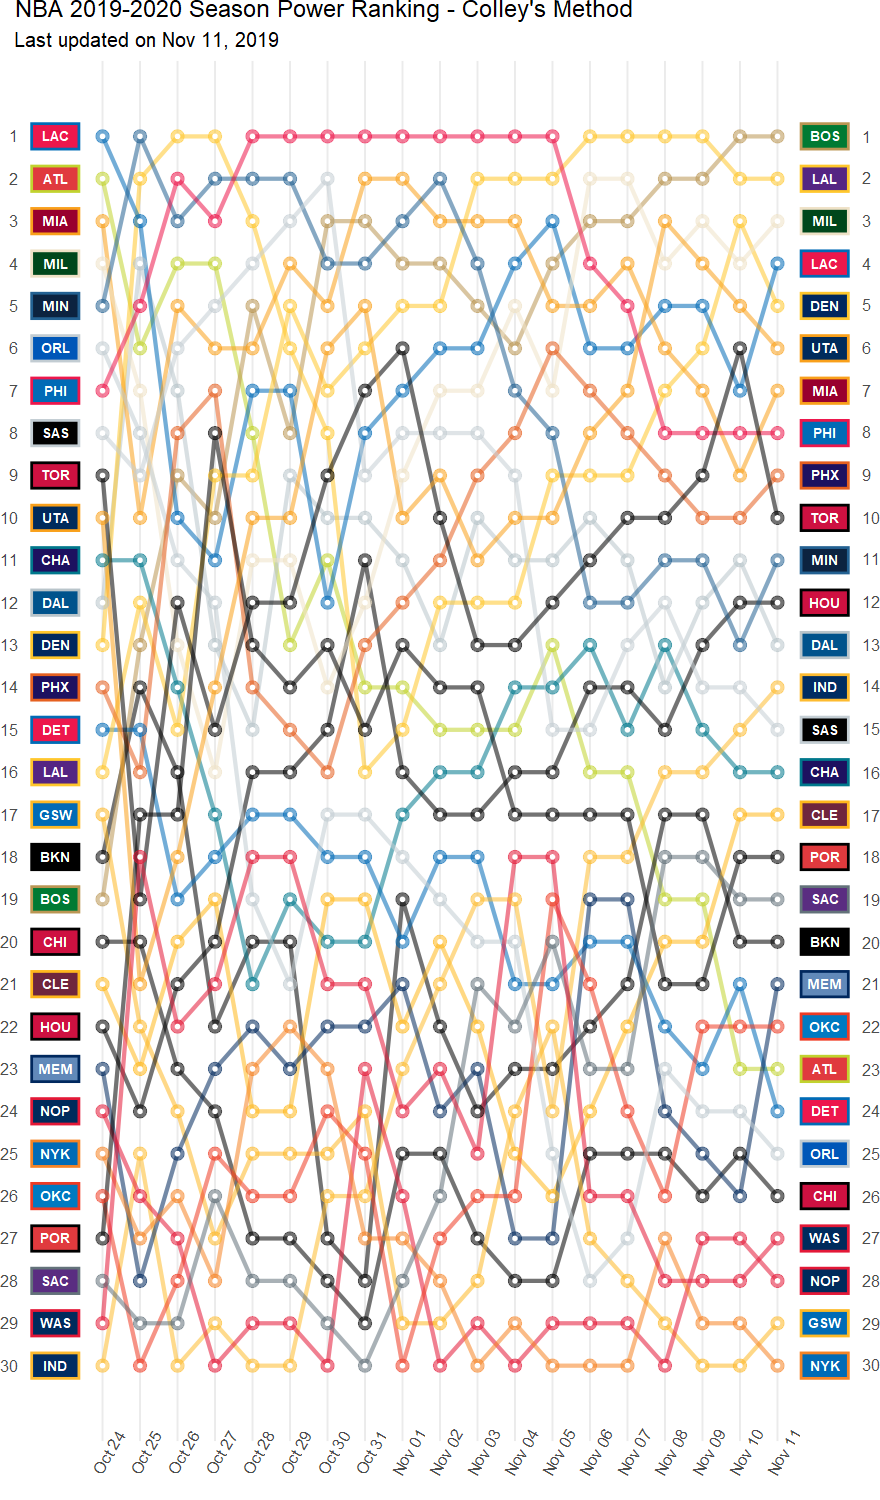 NBA 2019-2020 Season Power Ranking - Colley's Method
Last updated on Nov 11, 2019
1 LAC BOS 1
2 ATL LAL 2
3 MIA MIL 3
4 MIL LAC 4
5 MIN DEN 5
6 ORL UTA 6
7 PHI MIA 7
8 SAS PHI 8
9 TOR PHX 9
10 UTA TOR 10
11 CHA MIN 11
12 DAL HOU 12
13 DEN DAL 13
14 PHX IND 14
15 DET SAS 15
16 LAL CHA 16
17 GSW CLE 17
18 BKN POR 18
19 BOS SAC 19
20 CHI BKN 20
21 CLE MEM 21
22 HOU OKC 22
23 MEM ATL 23
24 NOP DET 24
25 NYK ORL 25
26 OKC CHI 26
27 POR WAS 27
28 SAC NOP 28
29 WAS GSW 29
30 IND NYK 30
Oct 24 Oct 25 Oct 26 Oct 27 Oct 28 Oct 29 Oct 30 Oct 31 Nov 01 Nov 02 Nov 03 Nov 04 Nov 05 Nov 06 Nov 07 Nov 08 Nov 09 Nov 10 Nov 11